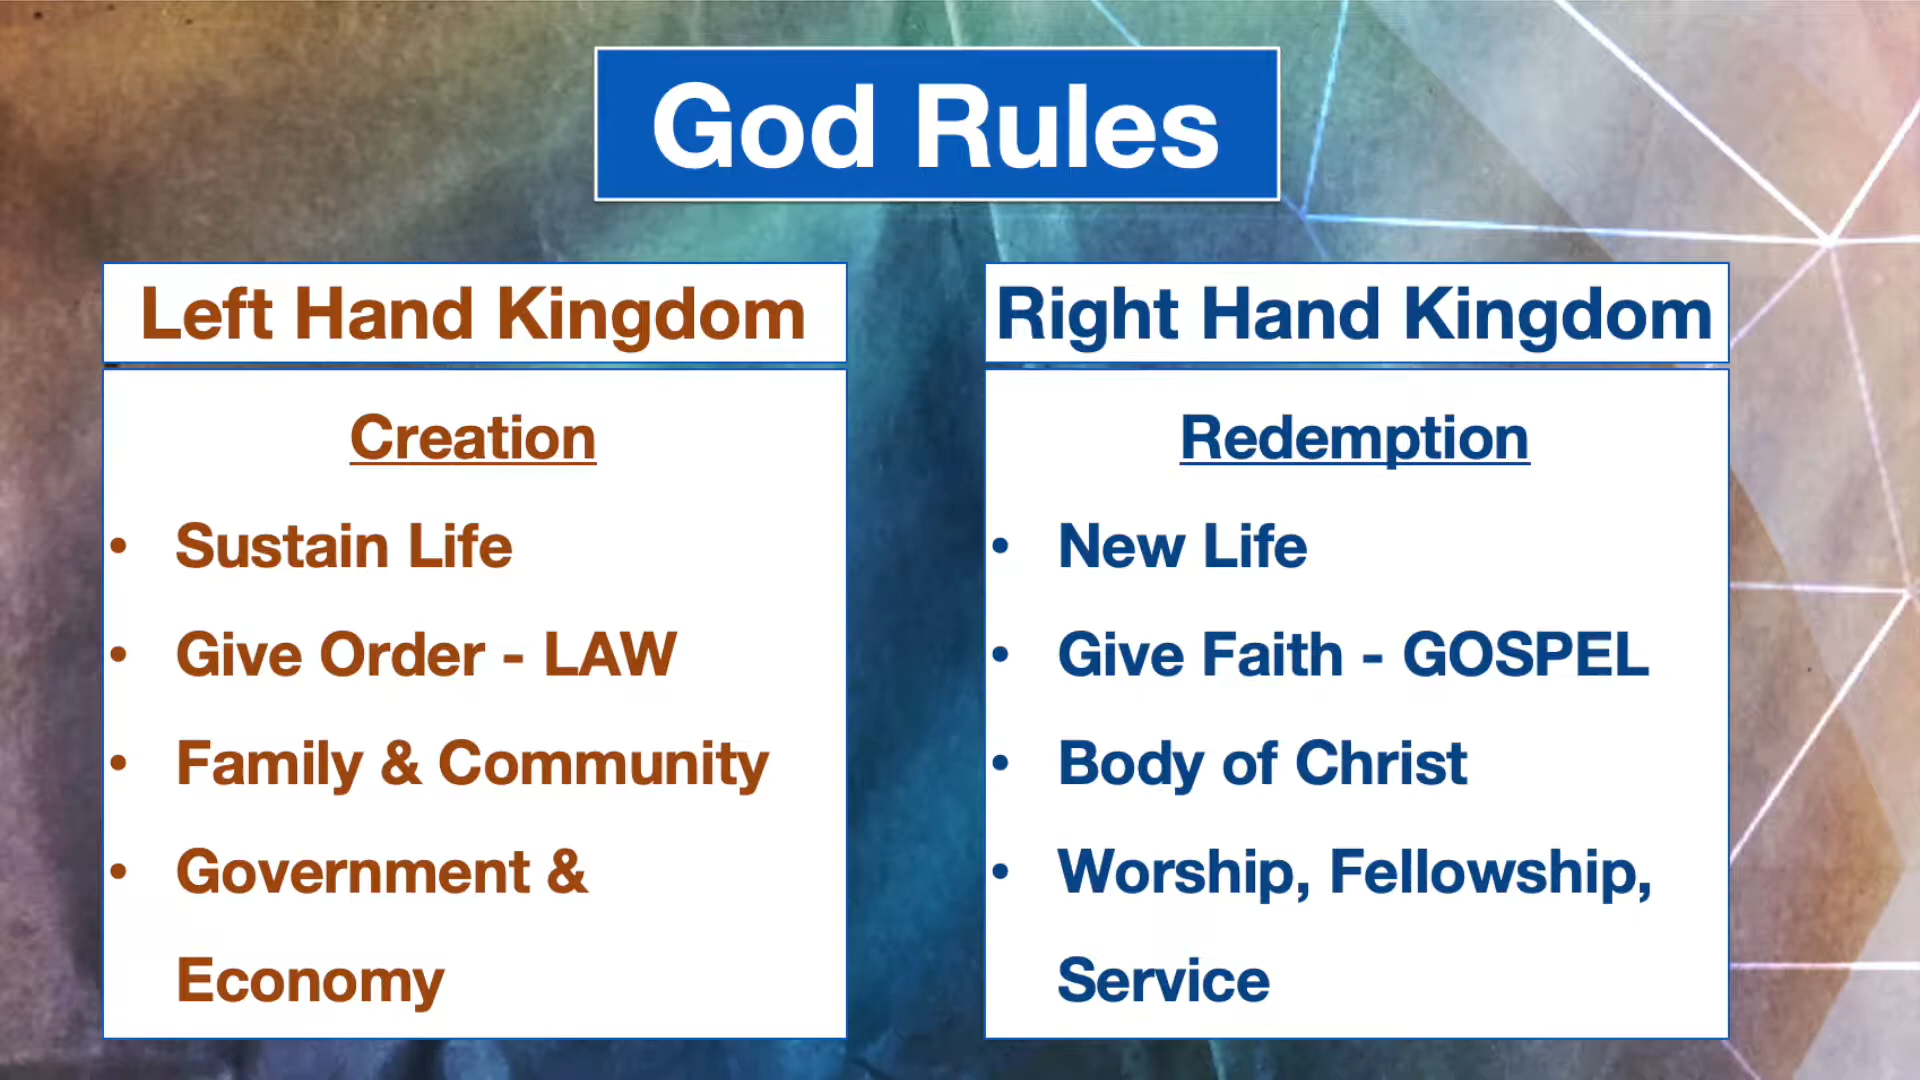 God Rules
Left Hand Kingdom
Creation
• Sustain Life
• Give Order - LAW
• Family & Community
• Government &
Economy
Right Hand Kingdom
Redemption
• New Life
• Give Faith - GOSPEL
• Body of Christ
• Worship, Fellowship,
Service